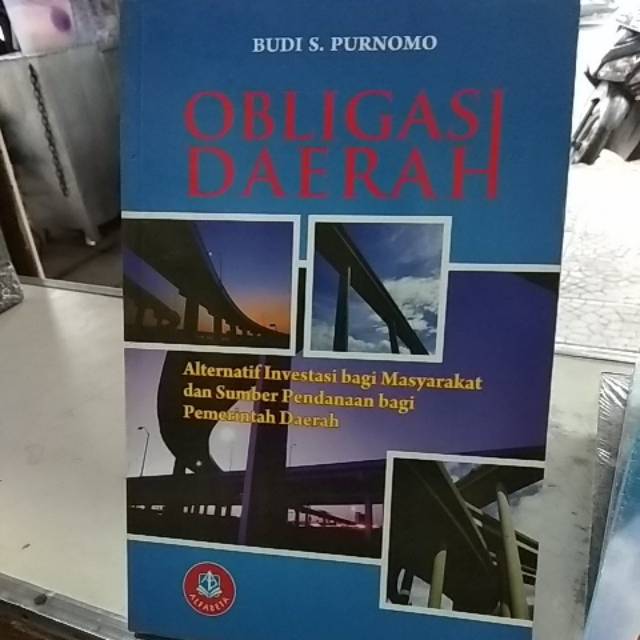 BUDI S. PURNOMO
OBLIGASI
DAERAH
Alternatif Investasi bagi Masyarakat
dan Sumber Pendanaan bagi
Pemerintah Daerah
ALFABETA